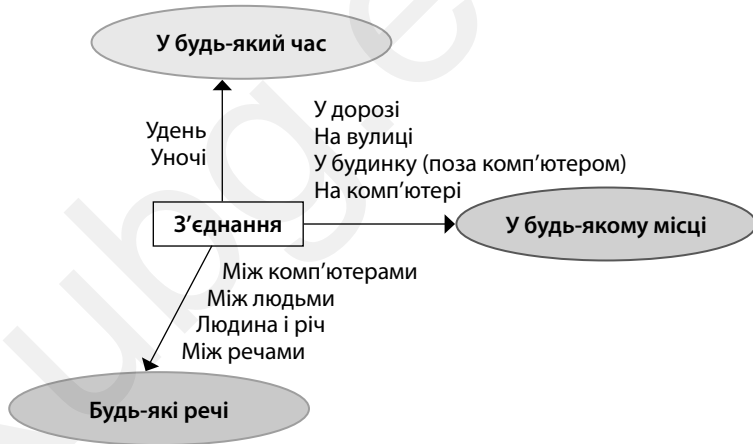 У будь-який час
Удень
Уночі
У дорозі
На вулиці
У будинку (поза комп’ютером)
На комп’ютері
З’єднання
У будь-якому місці
Між комп’ютерами
Між людьми
Людина і річ
Між речами
Будь-які речі